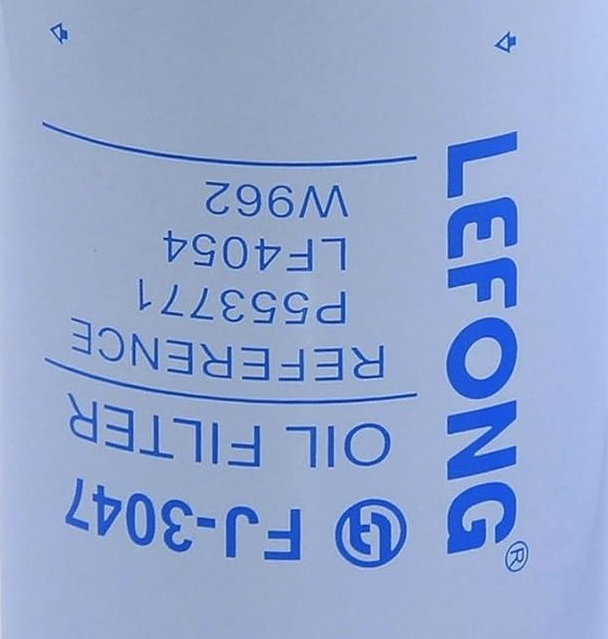 LEFONG®
FJ-3047
OIL FILTER
REFERENCE
P553771
LF4054
W962